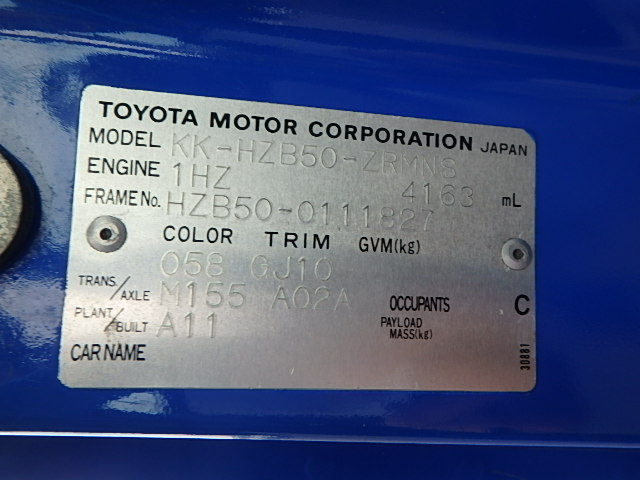 TOYOTA MOTOR CORPORATION JAPAN
MODEL KK-HZB50-ZRMNS
ENGINE 1HZ 4163 mL
FRAME No. HZB50-0111827
COLOR TRIM GVM(kg)
058 GJ10
TRANS./AXLE M155 A02A OCCUPANTS C
PLANT/BUILT A11 PAYLOAD MASS(kg)
CAR NAME
30881